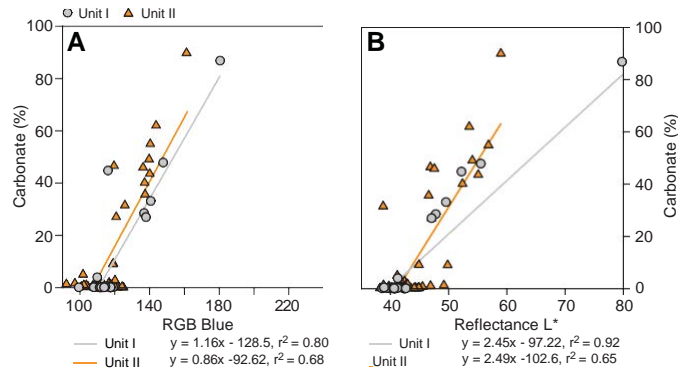 Unit I Unit II
A
B
100
80
60
40
20
0
Carbonate (%)
100 140 180 220
RGB Blue
Unit I y = 1.16x - 128.5, r² = 0.80
Unit II y = 0.86x -92.62, r² = 0.68
100
80
60
40
20
0
Carbonate (%)
40 50 60 70 80
Reflectance L*
Unit I y = 2.45x - 97.22, r² = 0.92
Unit II y = 2.49x -102.6, r² = 0.65